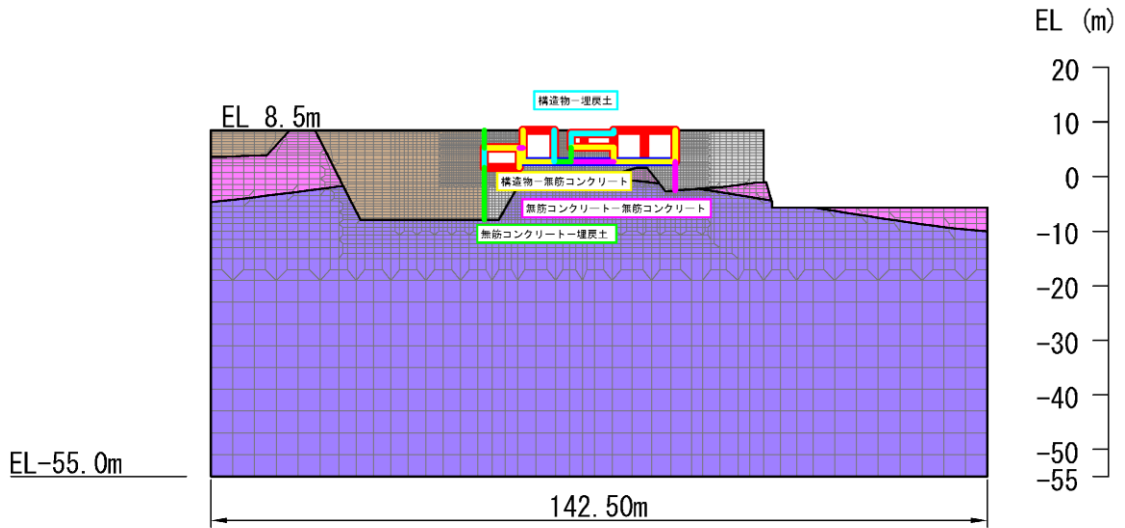 EL (m)
20
構造物－埋戻土
EL 8.5m
10
0
構造物－無筋コンクリート
無筋コンクリート－無筋コンクリート
無筋コンクリート－埋戻土
-10
-20
-30
-40
-50
EL-55.0m
-55
142.50m